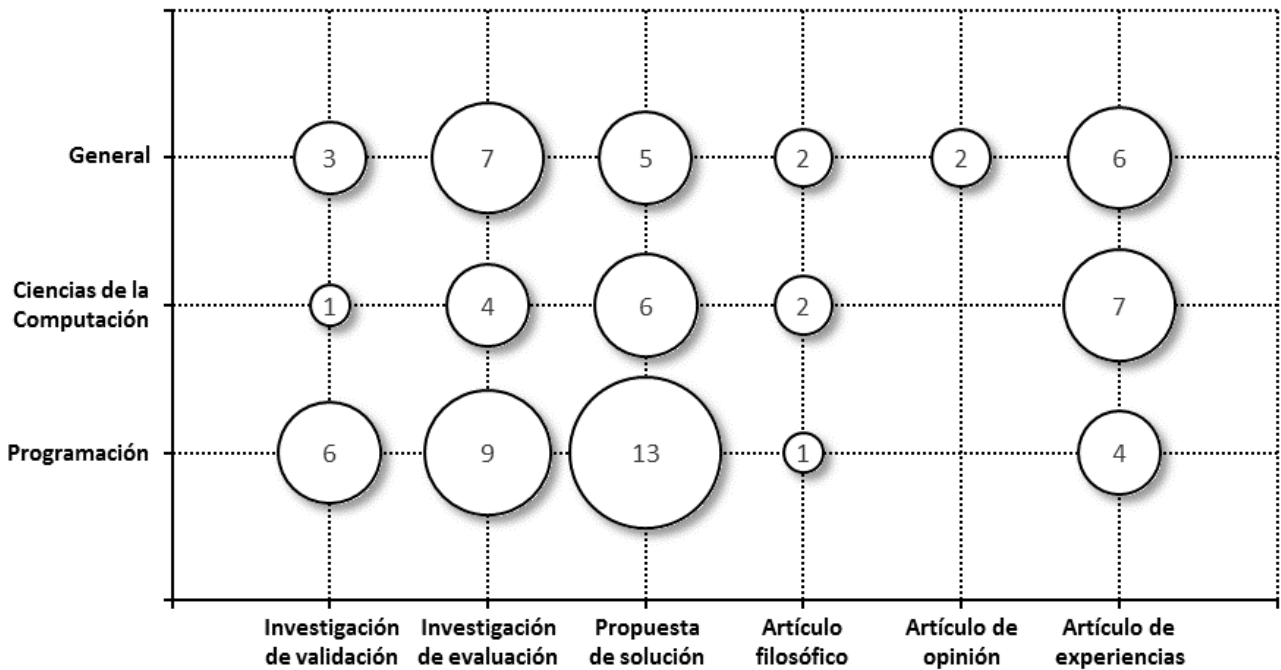 General
3
7
5
2
2
6
Ciencias de la
Computación
1
4
6
2
7
Programación
6
9
13
1
4
Investigación
de validación
Investigación
de evaluación
Propuesta
de solución
Artículo
filosófico
Artículo de
opinión
Artículo de
experiencias